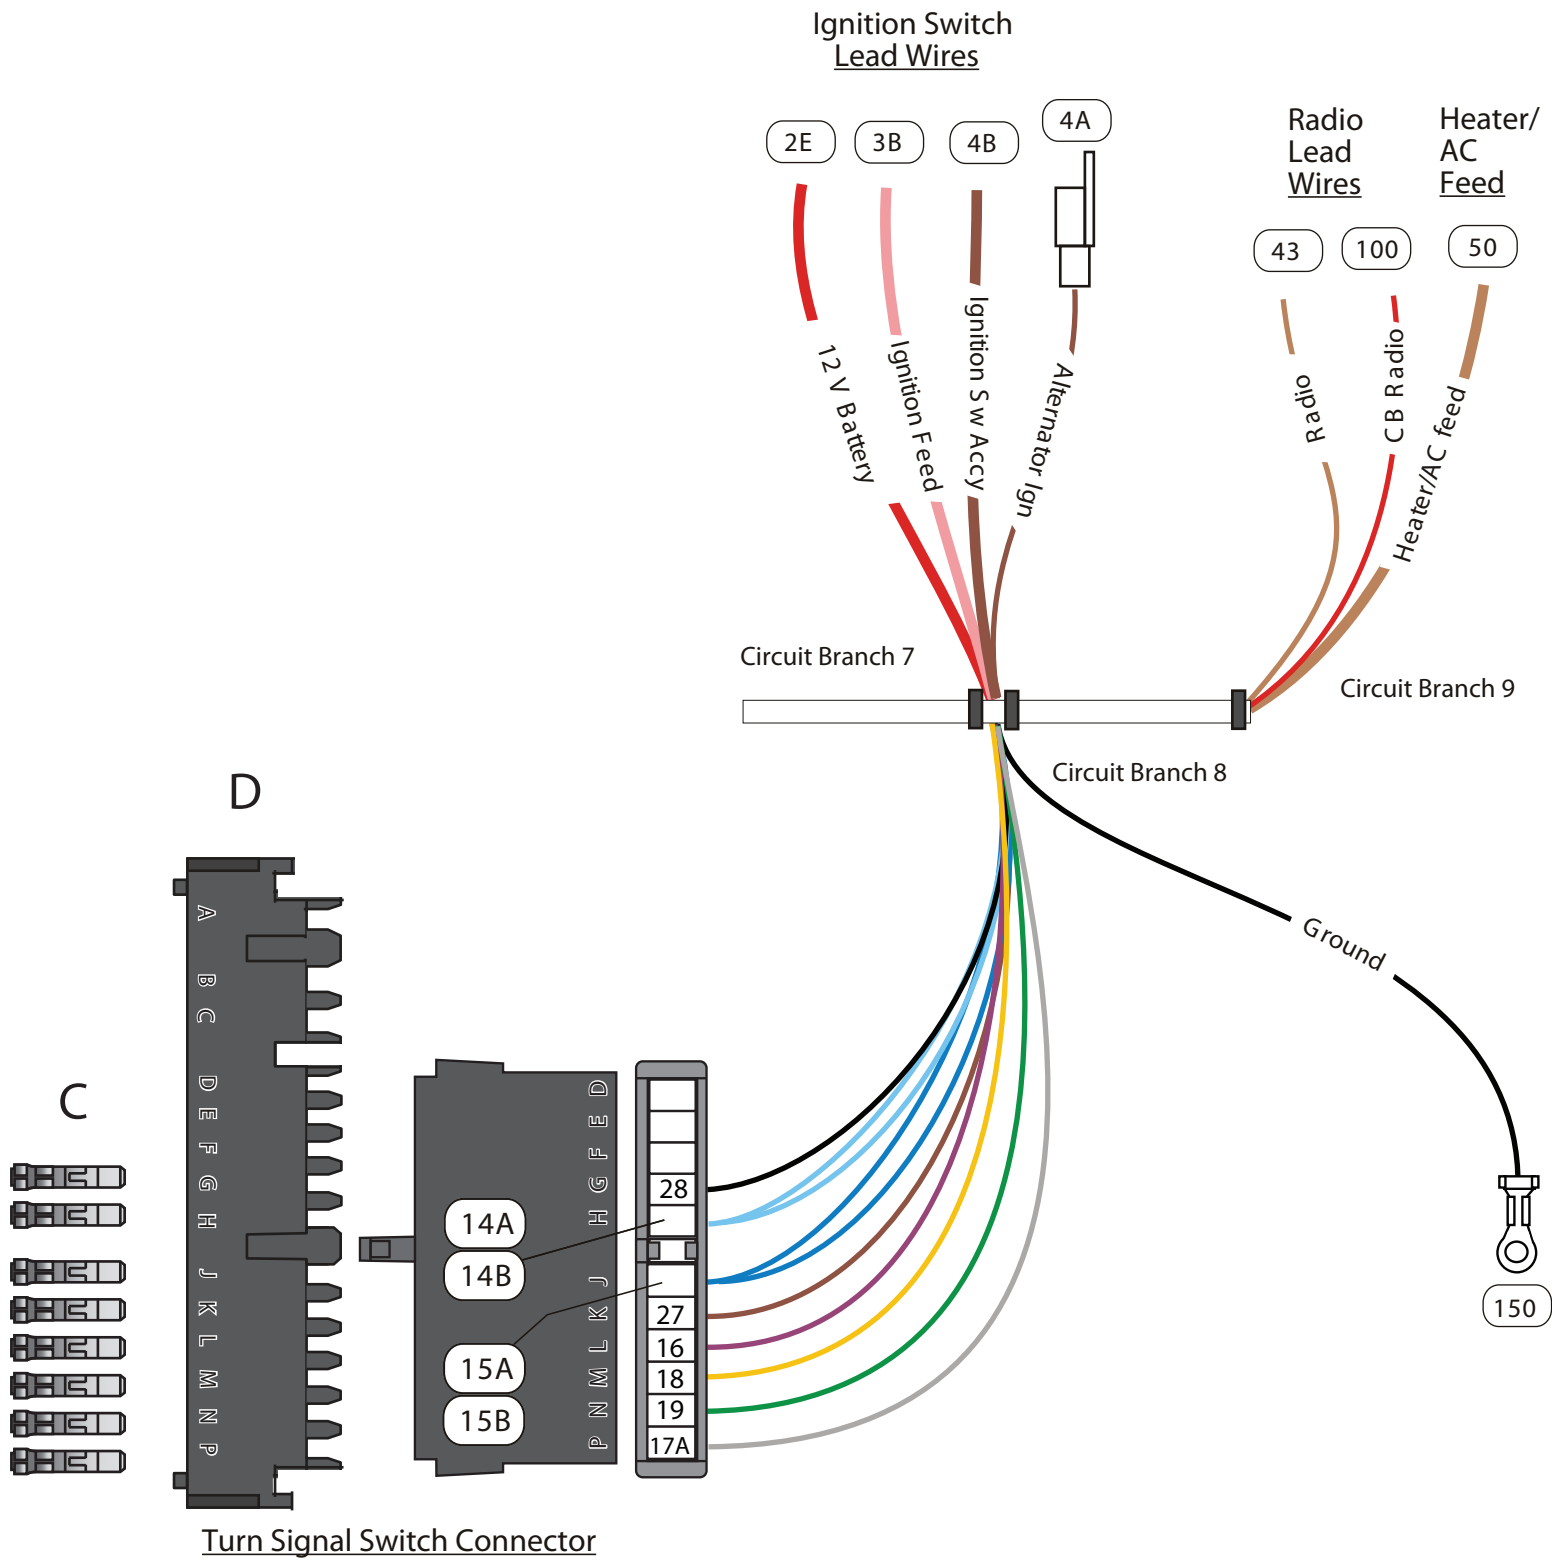 Ignition Switch
Lead Wires
2E
3B
4B
4A
Radio
Lead
Wires
Heater/
AC
Feed
43
100
50
12 V Battery
Ignition Feed
Ignition Sw Accy
Alternator Ign
Radio
CB Radio
Heater/AC feed
Circuit Branch 7
Circuit Branch 9
Circuit Branch 8
Ground
150
D
A
B
C
D
E
F
G
H
J
K
L
M
N
P
C
D
E
F
G
H
J
K
L
M
N
P
14A
14B
15A
15B
28
27
16
18
19
17A
Turn Signal Switch Connector